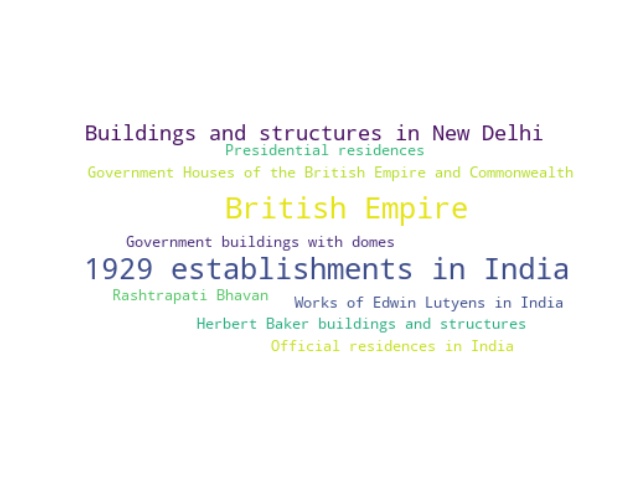 Buildings and structures in New Delhi
Presidential residences
Government Houses of the British Empire and Commonwealth
British Empire
Government buildings with domes
1929 establishments in India
Rashtrapati Bhavan
Works of Edwin Lutyens in India
Herbert Baker buildings and structures
Official residences in India